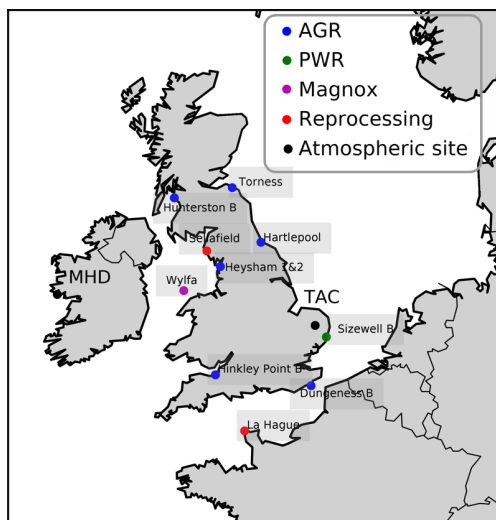 AGR
PWR
Magnox
Reprocessing
Atmospheric site
Torness
Hunterston B
Hartlepool
Sellafield
MHD
Heysham 1&2
Wylfa
TAC
Sizewell B
Hinkley Point B
Dungeness B
La Hague